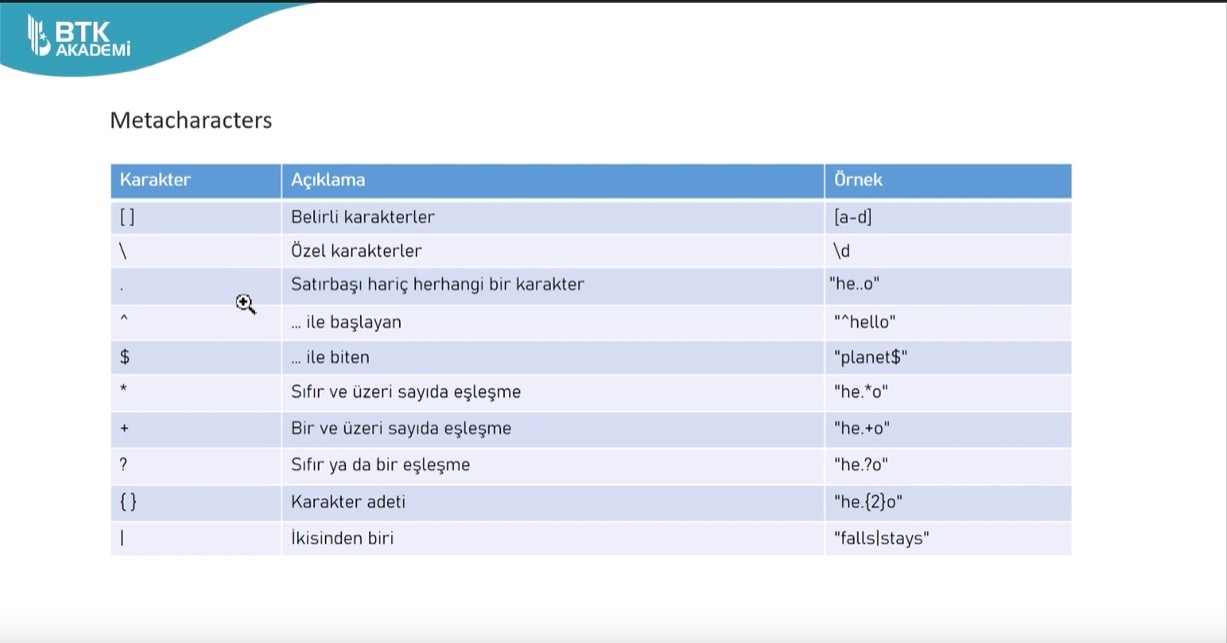 BTK
AKADEMİ
Metacharacters
Karakter Açıklama Örnek
[ ] Belirli karakterler [a-d]
\ Özel karakterler \d
. Satırbaşı hariç herhangi bir karakter "he..o"
^ ... ile başlayan "^hello"
$ ... ile biten "planet$"
* Sıfır ve üzeri sayıda eşleşme "he.*o"
+ Bir ve üzeri sayıda eşleşme "he.+o"
? Sıfır ya da bir eşleşme "he.?o"
{ } Karakter adeti "he.{2}o"
| İkisinden biri "falls|stays"